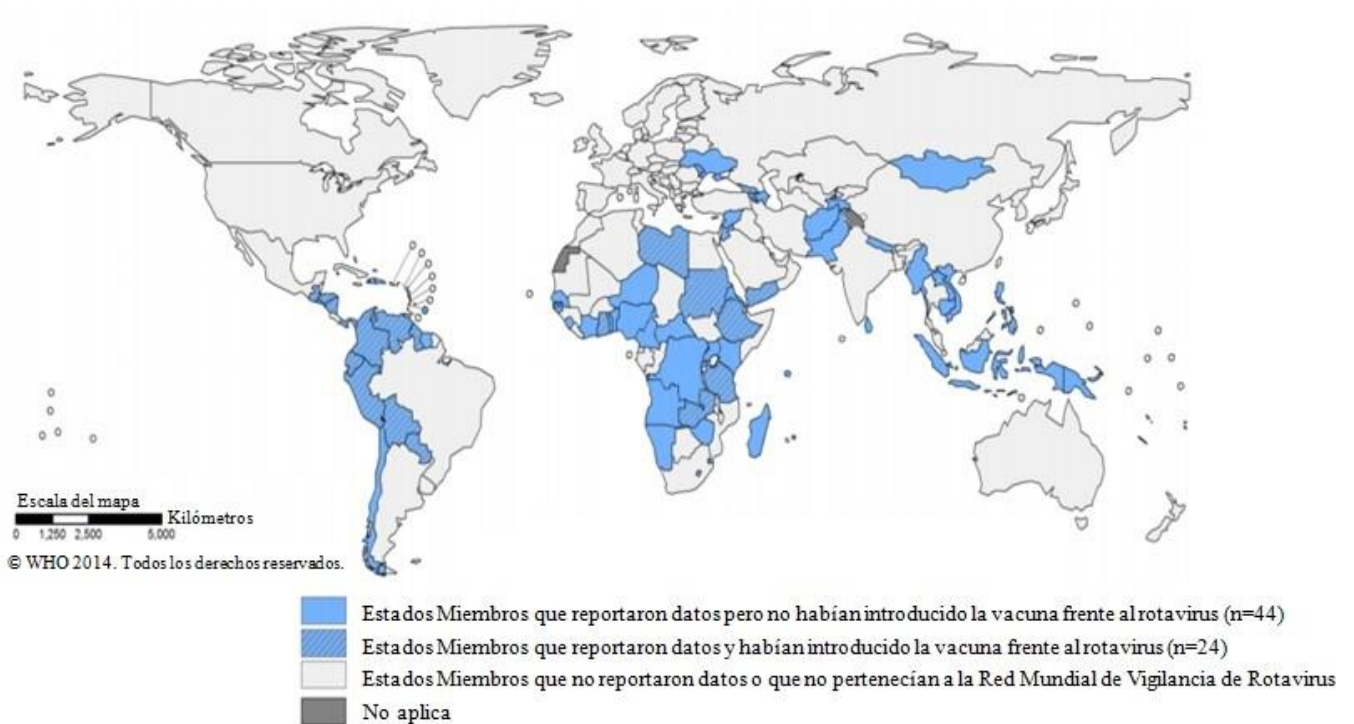 Escala del mapa
Kilómetros
0 1,250 2,500 5,000
© WHO 2014. Todos los derechos reservados.
Estados Miembros que reportaron datos pero no habían introducido la vacuna frente al rotavirus (n=44)
Estados Miembros que reportaron datos y habían introducido la vacuna frente al rotavirus (n=24)
Estados Miembros que no reportaron datos o que no pertenecían a la Red Mundial de Vigilancia de Rotavirus
No aplica